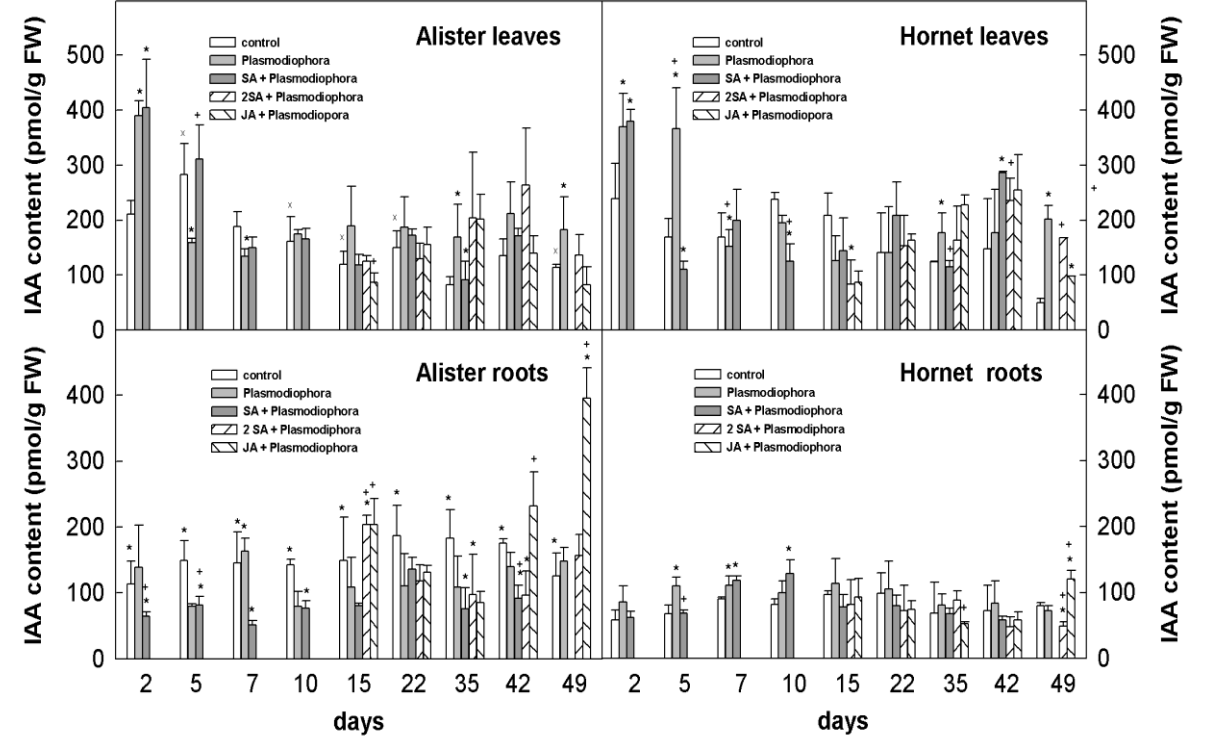 Alister leaves
Hornet leaves
IAA content (pmol/g FW)
500
400
300
200
100
0
control
Plasmodiophora
SA + Plasmodiophora
2SA + Plasmodiophora
JA + Plasmodiopora
control
Plasmodiophora
SA + Plasmodiophora
2SA + Plasmodiophora
JA + Plasmodiopora
500
400
300
200
100
0
IAA content (pmol/g FW)
Alister roots
Hornet roots
IAA content (pmol/g FW)
400
300
200
100
0
control
Plasmodiophora
SA + Plasmodiophora
2 SA + Plasmodiphora
JA + Plasmodiophora
control
Plasmodiophora
SA + Plasmodiophora
2 SA + Plasmodiphora
JA + Plasmodiophora
400
300
200
100
0
IAA content (pmol/g FW)
2 5 7 10 15 22 35 42 49
2 5 7 10 15 22 35 42 49
days
days